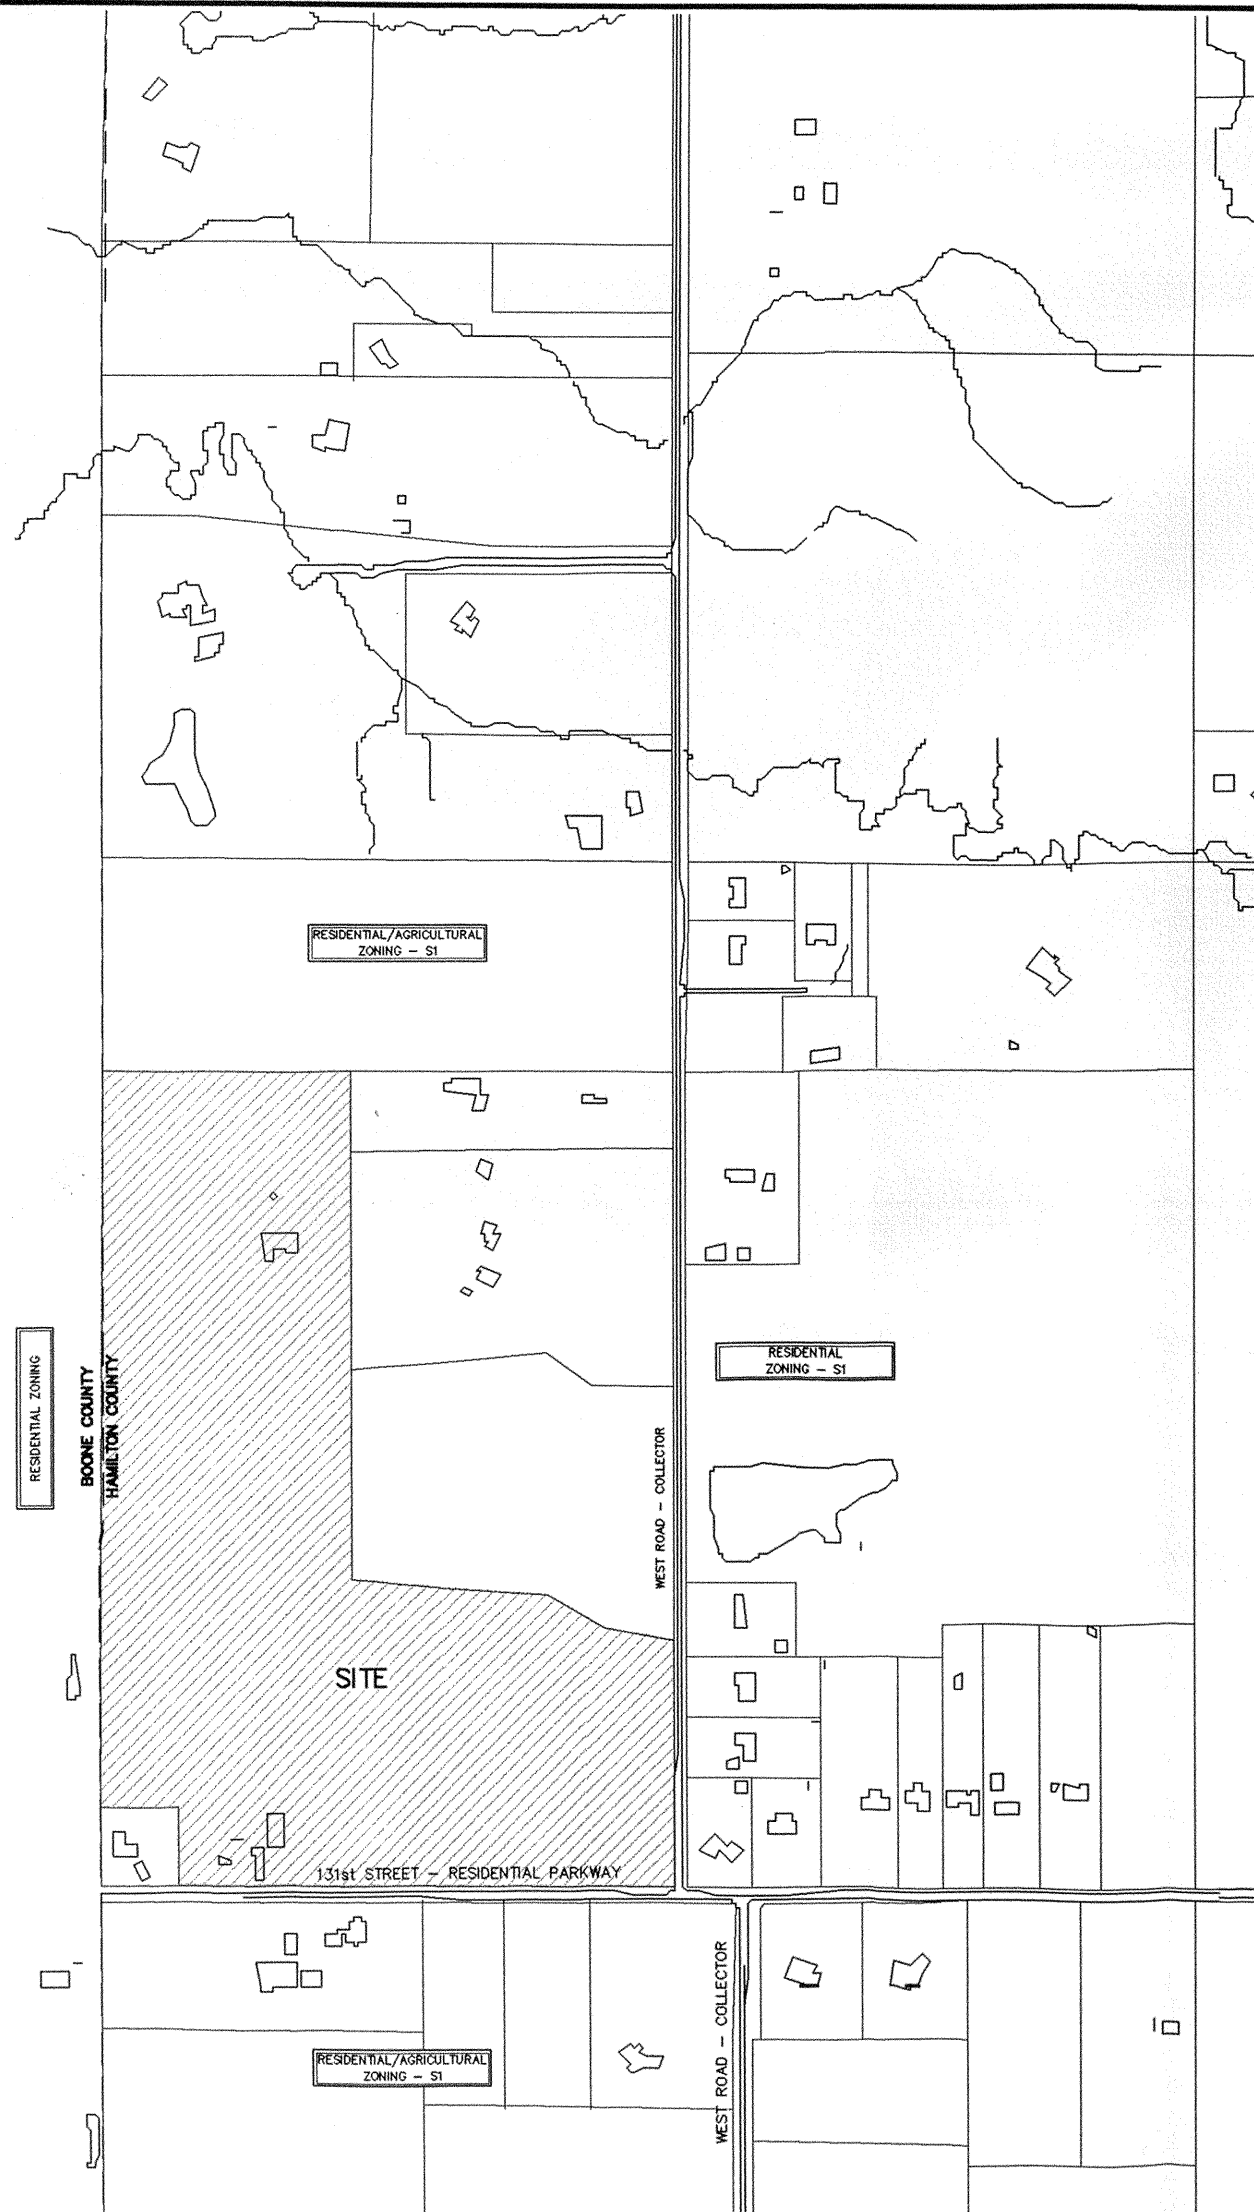 RESIDENTIAL/AGRICULTURAL
ZONING – S1
RESIDENTIAL ZONING
BOONE COUNTY
HAMILTON COUNTY
RESIDENTIAL
ZONING – S1
WEST ROAD – COLLECTOR
SITE
131st STREET – RESIDENTIAL PARKWAY
WEST ROAD – COLLECTOR
RESIDENTIAL/AGRICULTURAL
ZONING – S1